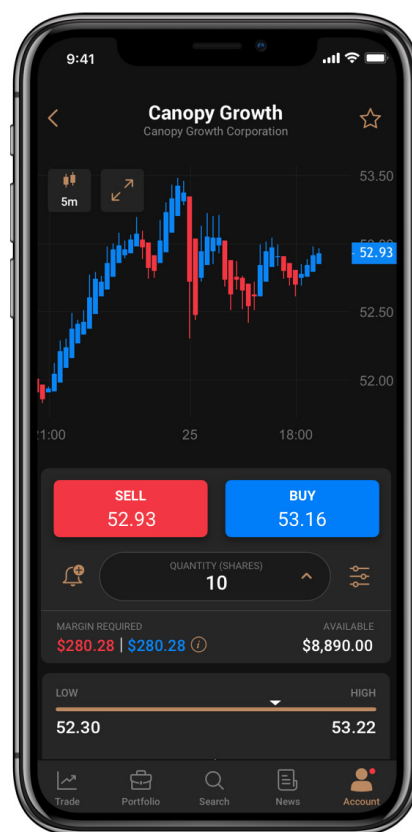 9:41
Canopy Growth
Canopy Growth Corporation
5m
53.50
52.93
52.50
52.00
25
18:00
SELL
52.93
BUY
53.16
QUANTITY (SHARES)
10
MARGIN REQUIRED
AVAILABLE
$280.28 | $280.28
$8,890.00
LOW
HIGH
52.30
53.22
Trade
Portfolio
Search
News
Account